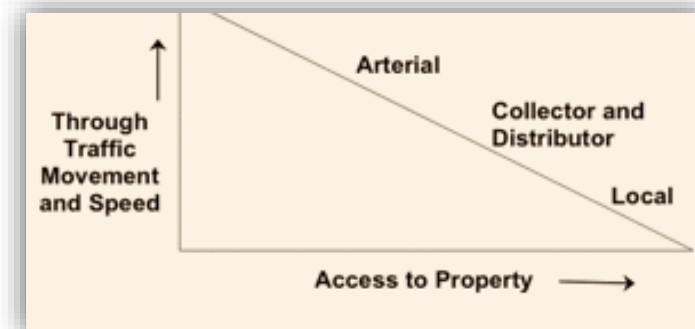 Arterial
Collector and
Distributor
Local
Through
Traffic
Movement
and Speed
Access to Property